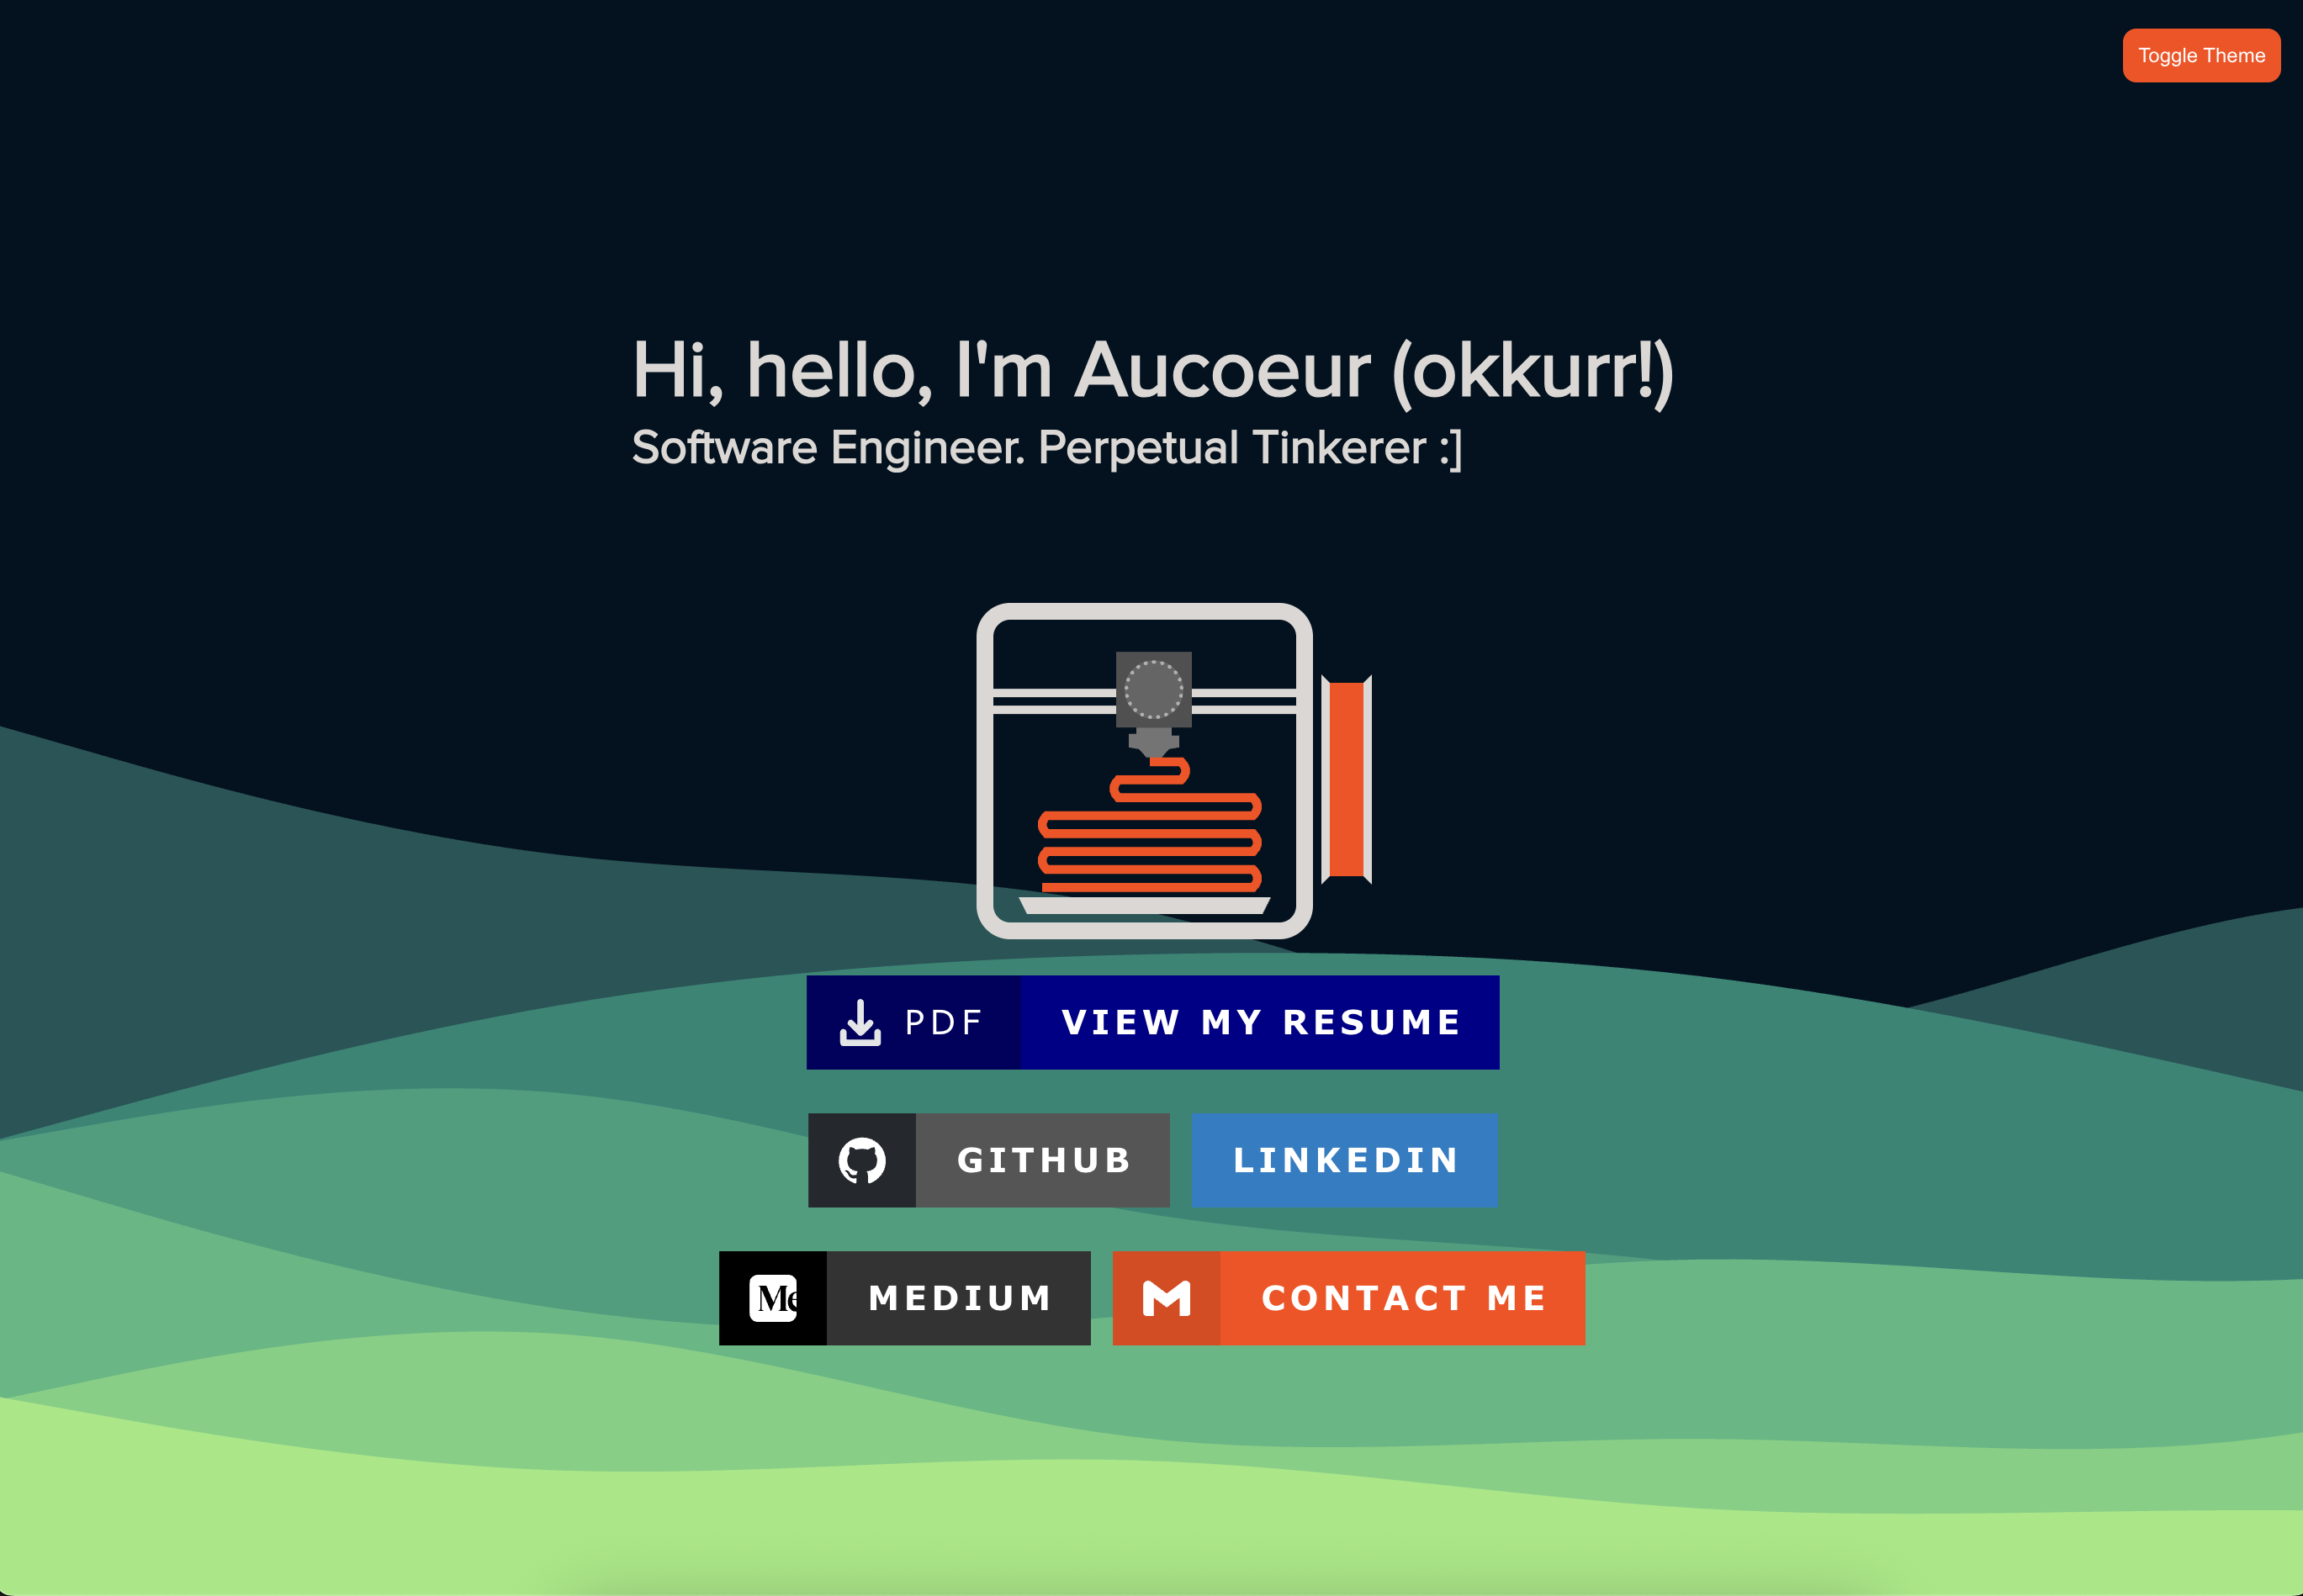 Toggle Theme
Hi, hello, I'm Aucoeur (okkurr!)
Software Engineer. Perpetual Tinkerer :]
PDF VIEW MY RESUME
GITHUB LINKEDIN
Me MEDIUM CONTACT ME